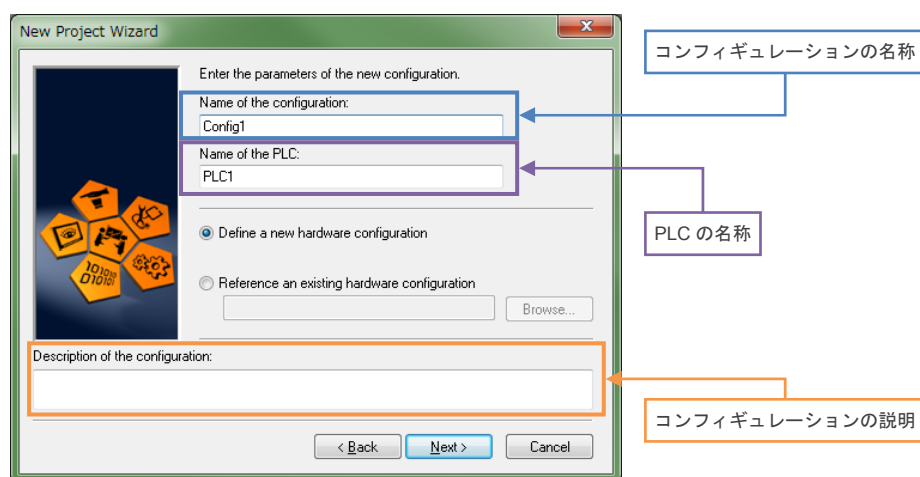 New Project Wizard
コンフィギュレーションの名称
Enter the parameters of the new configuration.
Name of the configuration:
Config1
Name of the PLC:
PLC1
PLC の名称
Define a new hardware configuration
Reference an existing hardware configuration
Browse...
101010
010101
Description of the configuration:
コンフィギュレーションの説明
< Back
Next >
Cancel